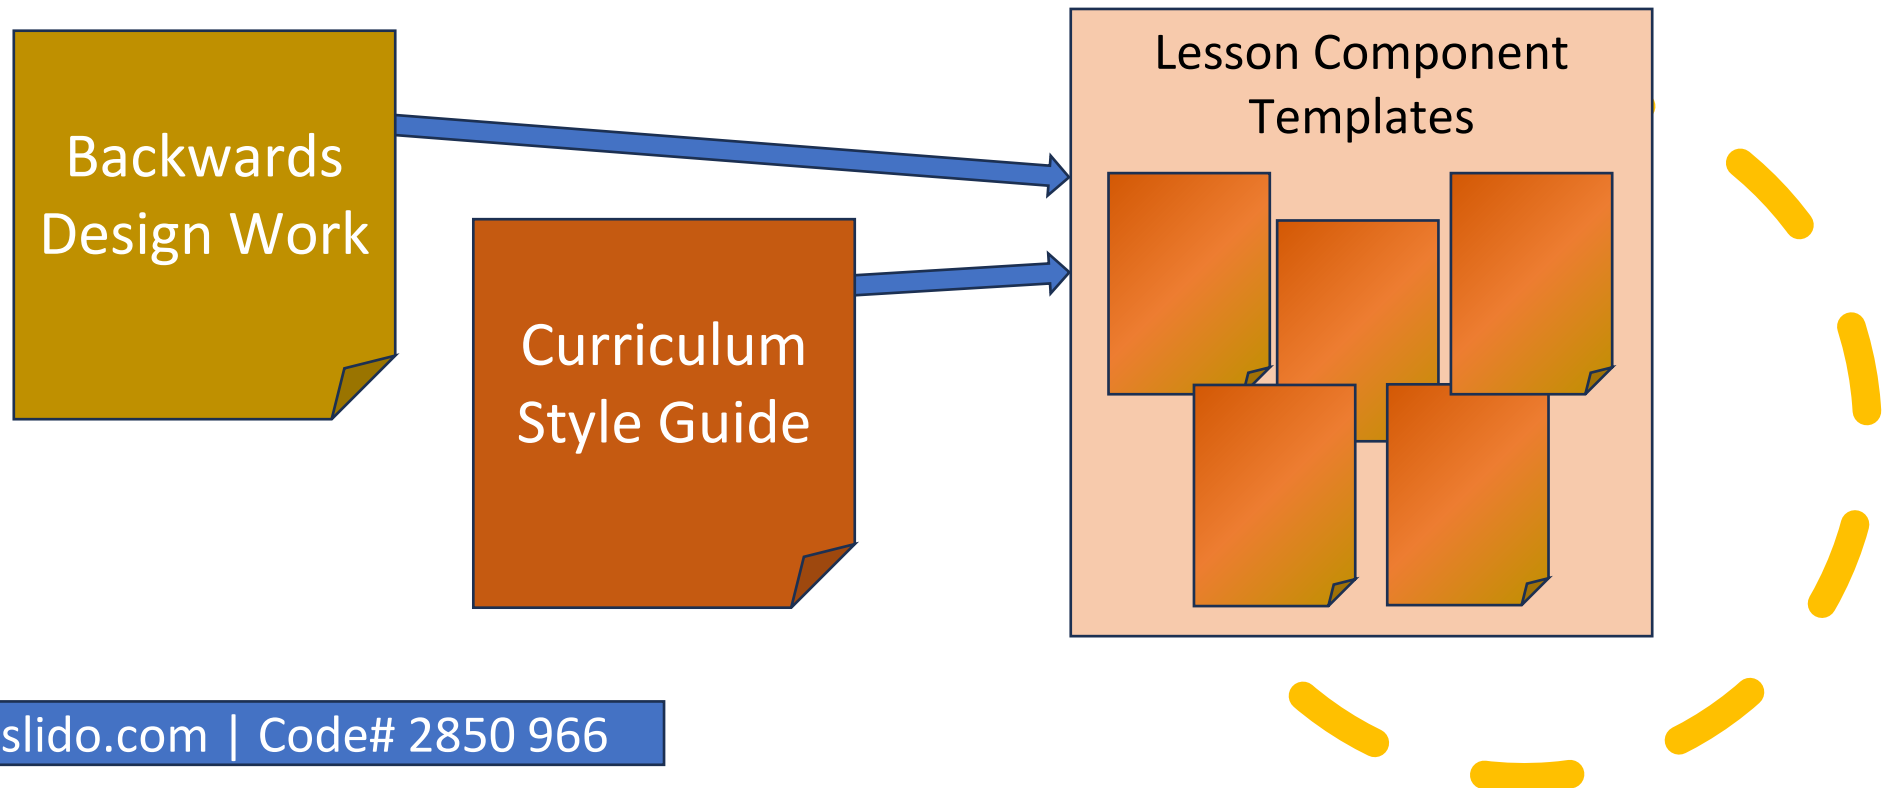 Backwards
Design Work
Curriculum
Style Guide
Lesson Component
Templates
slido.com | Code# 2850 966